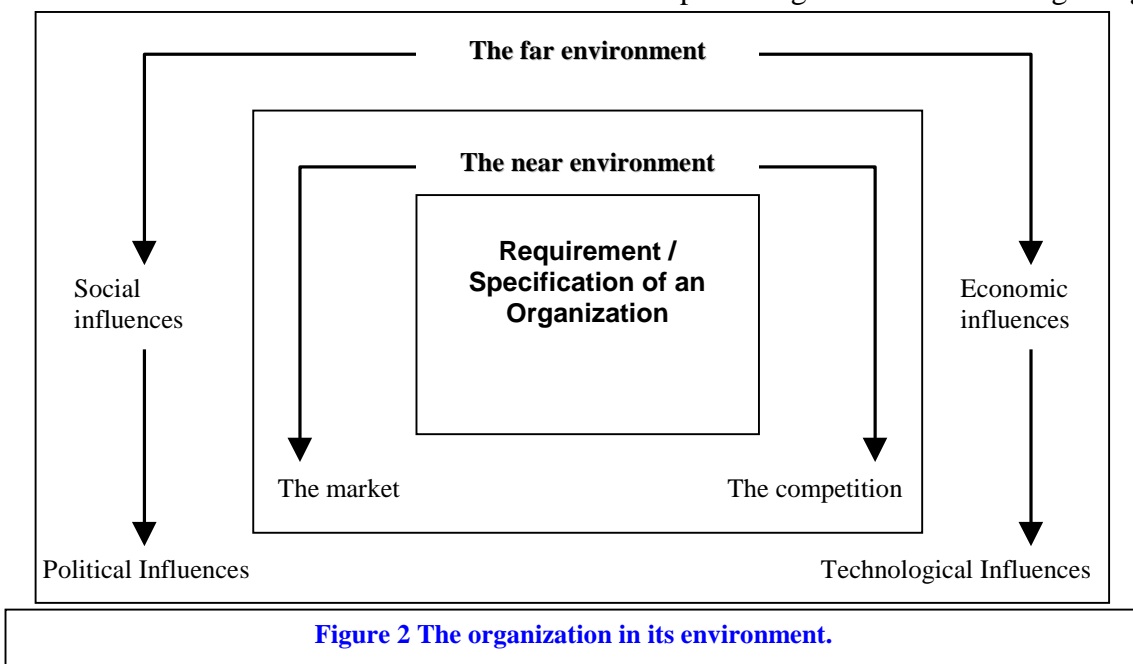 The far environment
The near environment
Requirement /
Specification of an
Organization
Social
influences
Economic
influences
The market
The competition
Political Influences
Technological Influences
Figure 2 The organization in its environment.